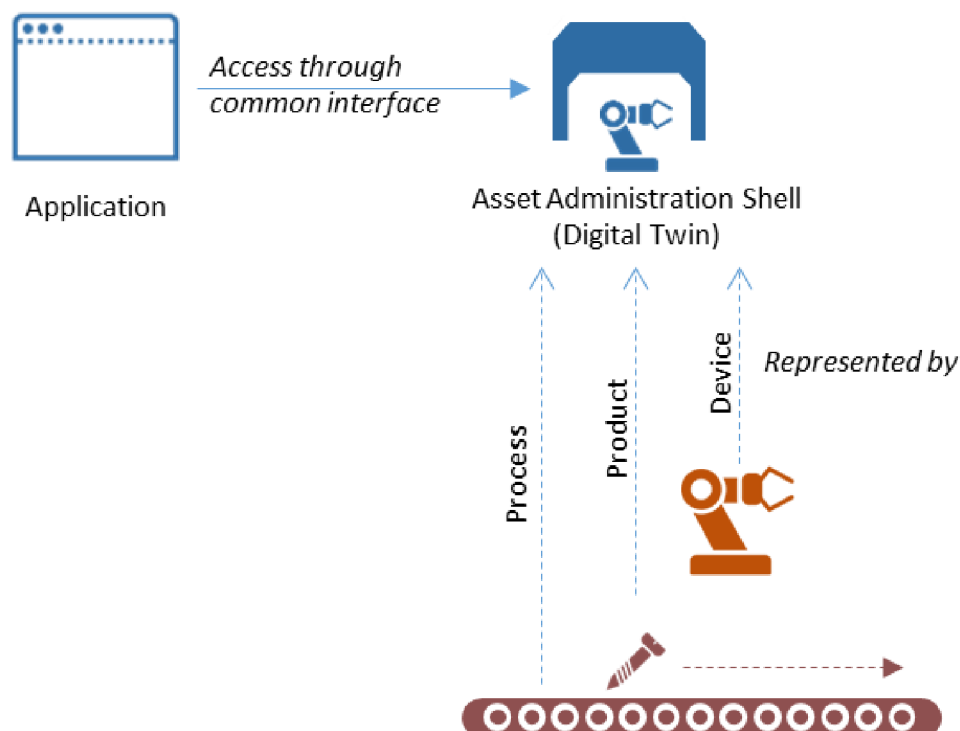 Access through
common interface
Application
Asset Administration Shell
(Digital Twin)
Process
Product
Device
Represented by